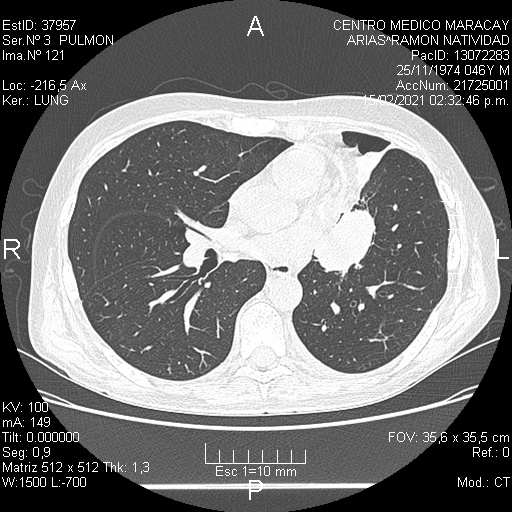 EstID: 37957
Ser.Nº 3 PULMON
Ima.Nº 121
Loc: -216,5 Ax
Ker.: LUNG
A
CENTRO MEDICO MARACAY
ARIAS^RAMON NATIVIDAD
PacID: 13072283
25/11/1974 046Y M
AccNum: 21725001
15/02/2021 02:32:46 p.m.
R
L
KV: 100
mA: 149
Tilt: 0.000000
Seg: 0,9
Matriz 512 x 512 Thk: 1,3
W:1500 L:-700
Esc 1=10 mm
P
FOV: 35,6 x 35,5 cm
Ref.: 0
Mod.: CT